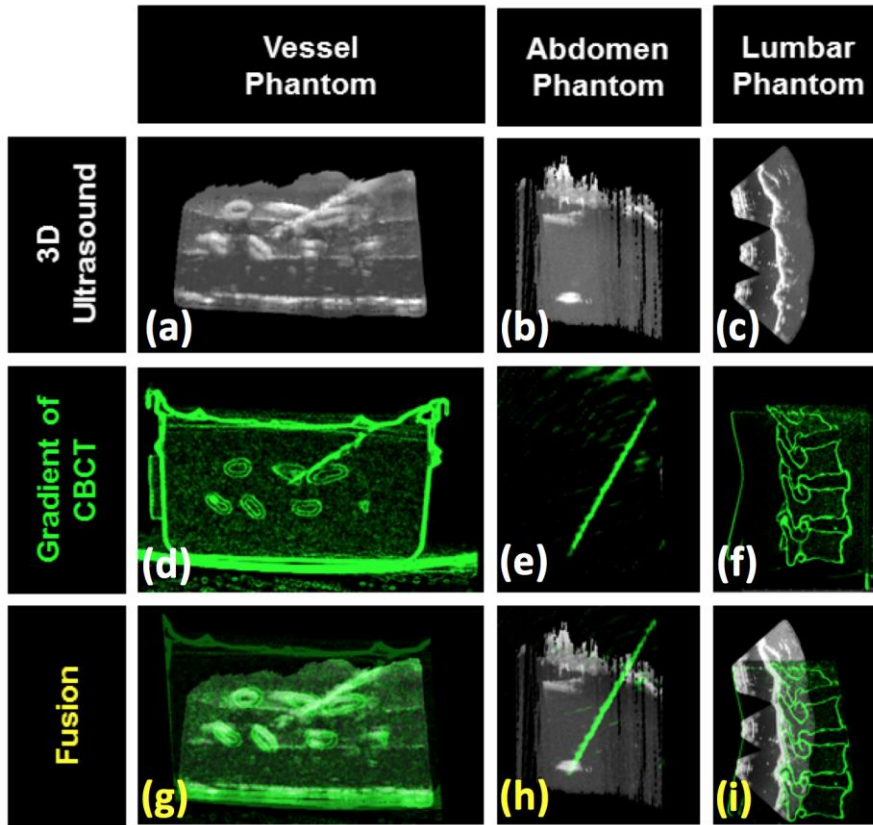 Vessel
Phantom
Abdomen
Phantom
Lumbar
Phantom
3D
Ultrasound
(a)
(b)
(c)
Gradient of
CBCT
(d)
(e)
(f)
Fusion
(g)
(h)
(i)